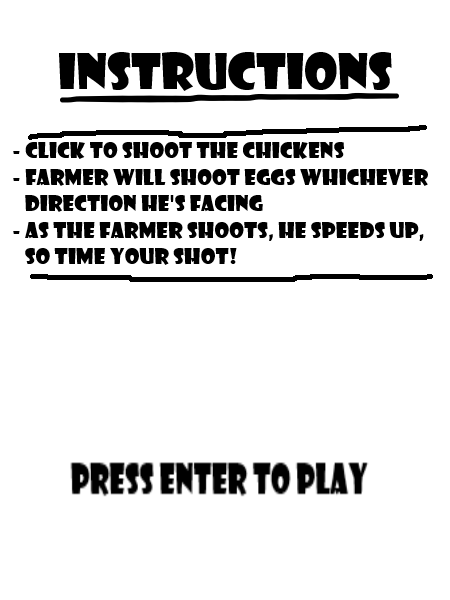 INSTRUCTIONS
- CLICK TO SHOOT THE CHICKENS
- FARMER WILL SHOOT EGGS WHICHEVER
DIRECTION HE'S FACING
- AS THE FARMER SHOOTS, HE SPEEDS UP,
SO TIME YOUR SHOT!
PRESS ENTER TO PLAY